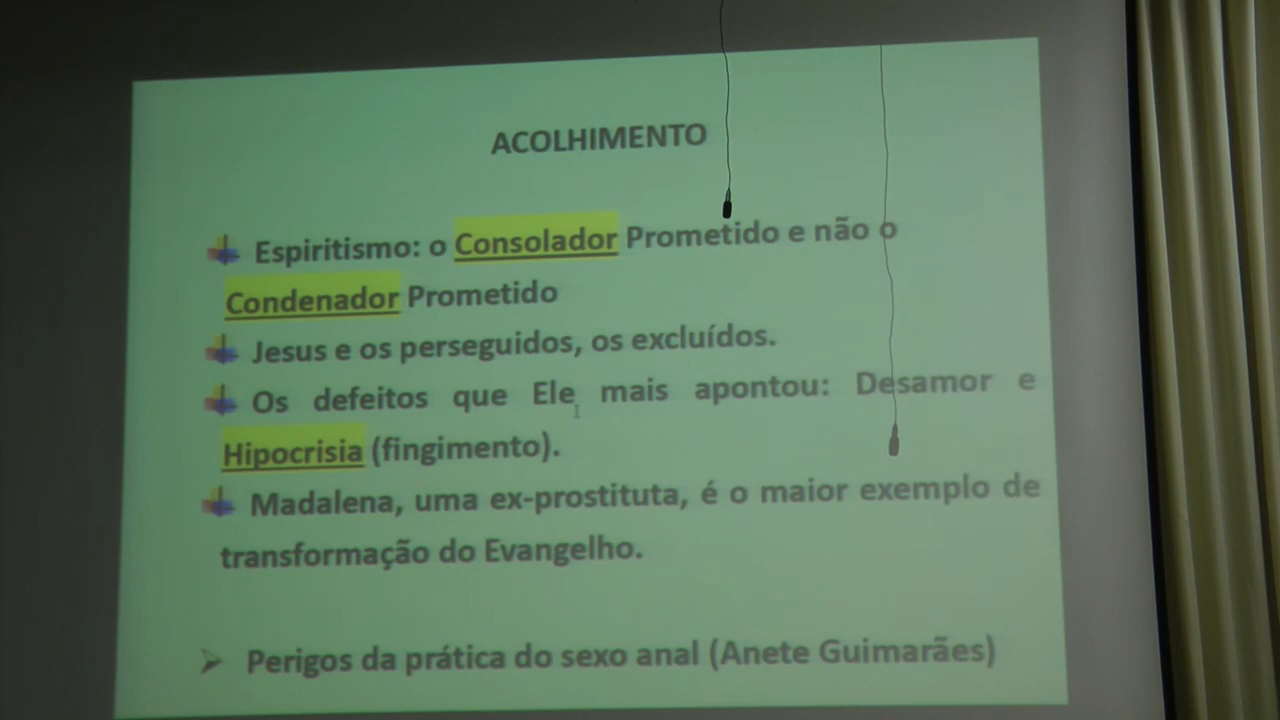 ACOLHIMENTO
Espiritismo: o Consolador Prometido e não o
Condenador Prometido
Jesus e os perseguidos, os excluídos.
Os defeitos que Ele mais apontou: Desamor e
Hipocrisia (fingimento).
Madalena, uma ex-prostituta, é o maior exemplo de
transformação do Evangelho.
Perigos da prática do sexo anal (Anete Guimarães)